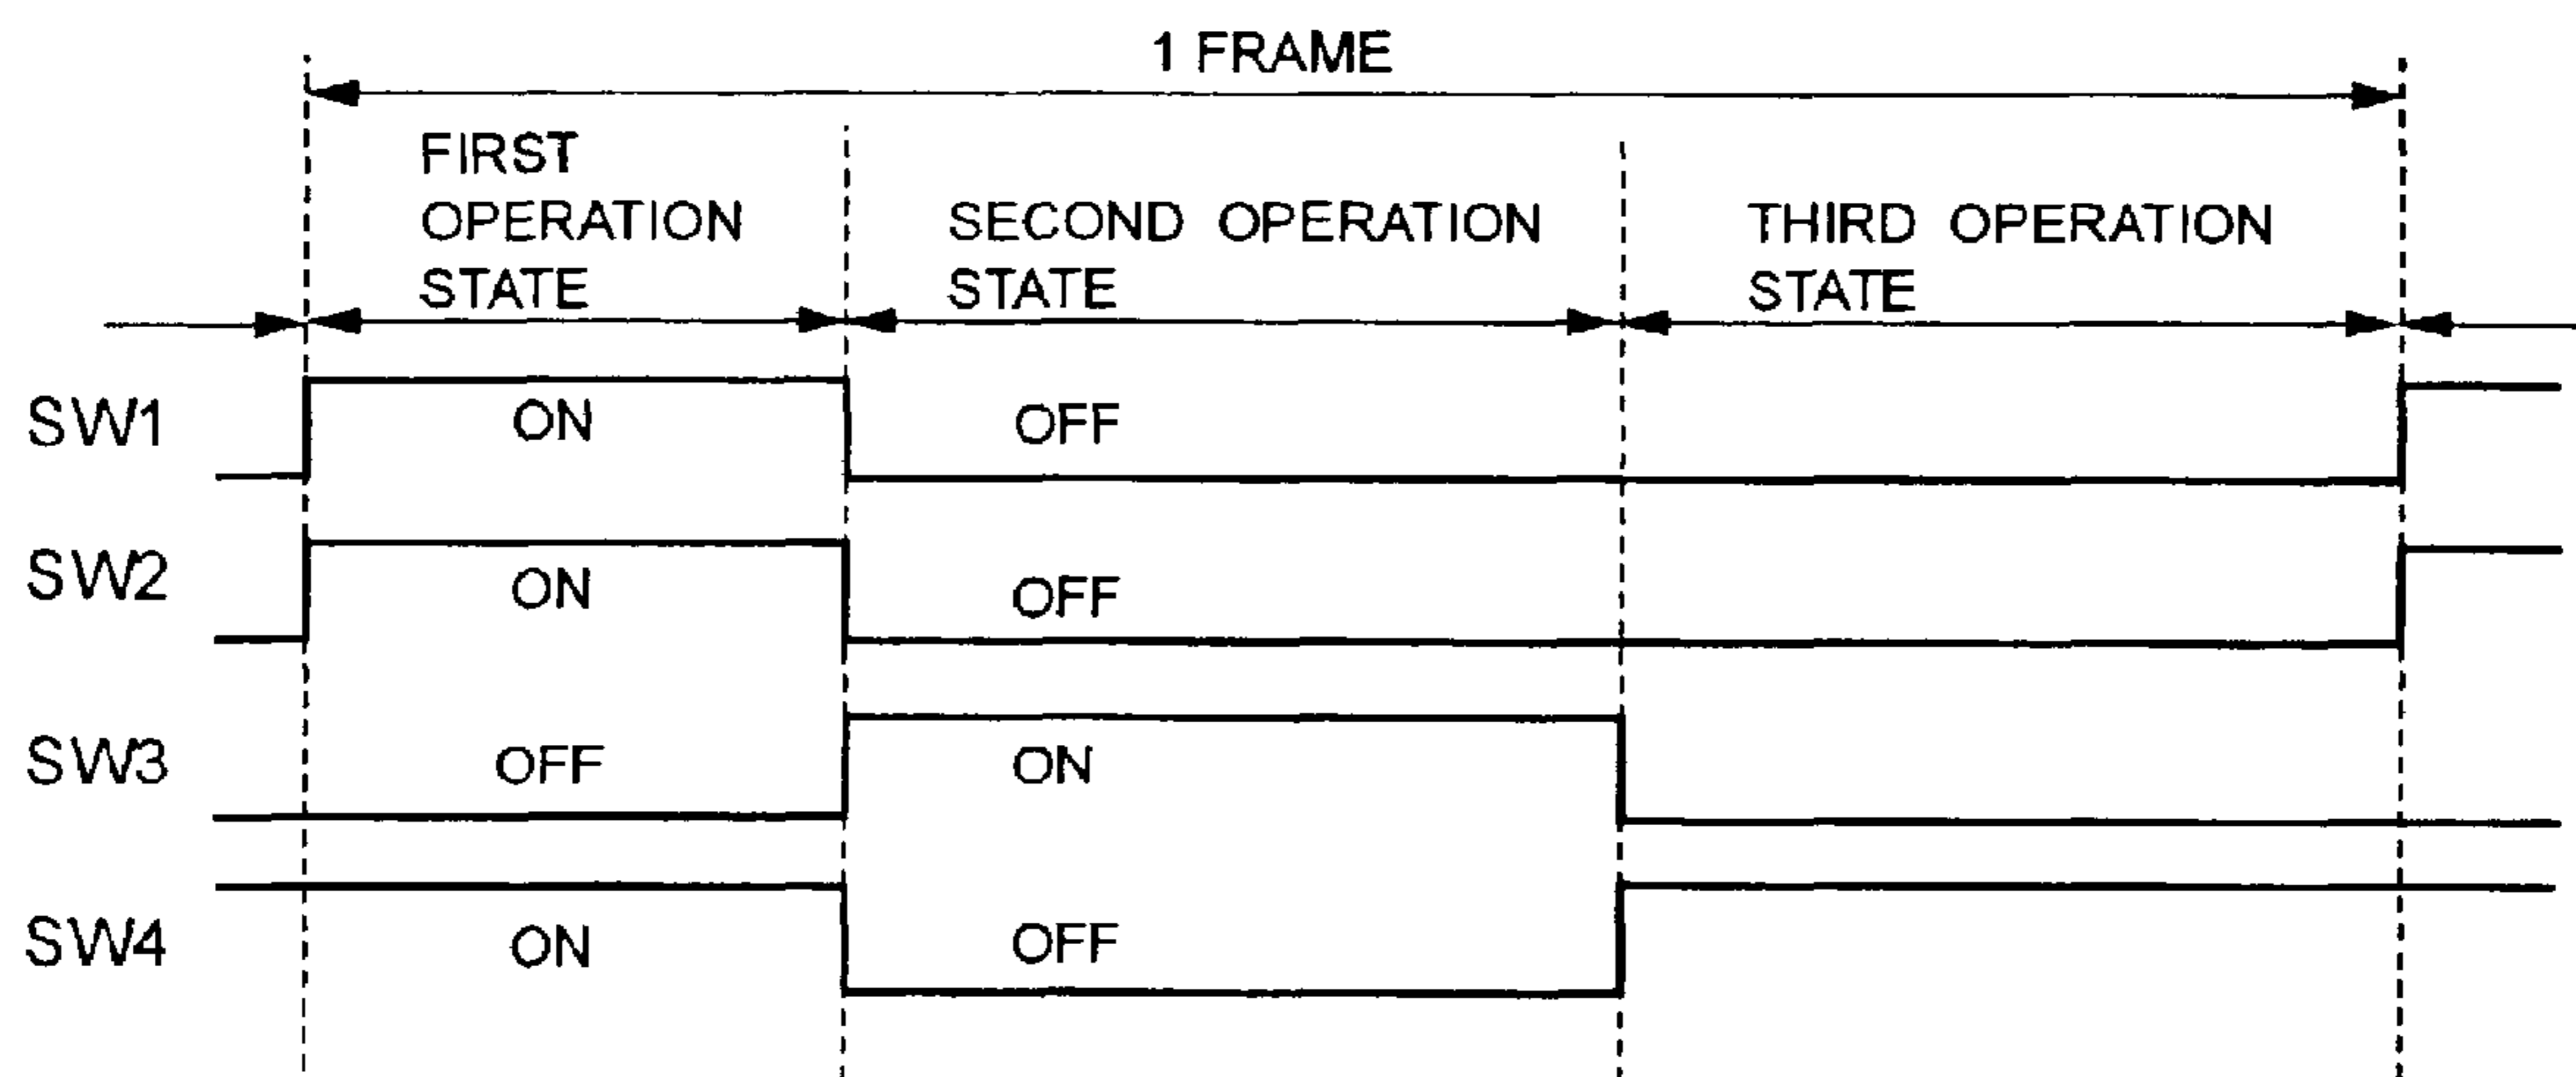 1 FRAME
FIRST
OPERATION
STATE
SECOND OPERATION
STATE
THIRD OPERATION
STATE
SW1 ON OFF
SW2 ON OFF
SW3 OFF ON
SW4 ON OFF